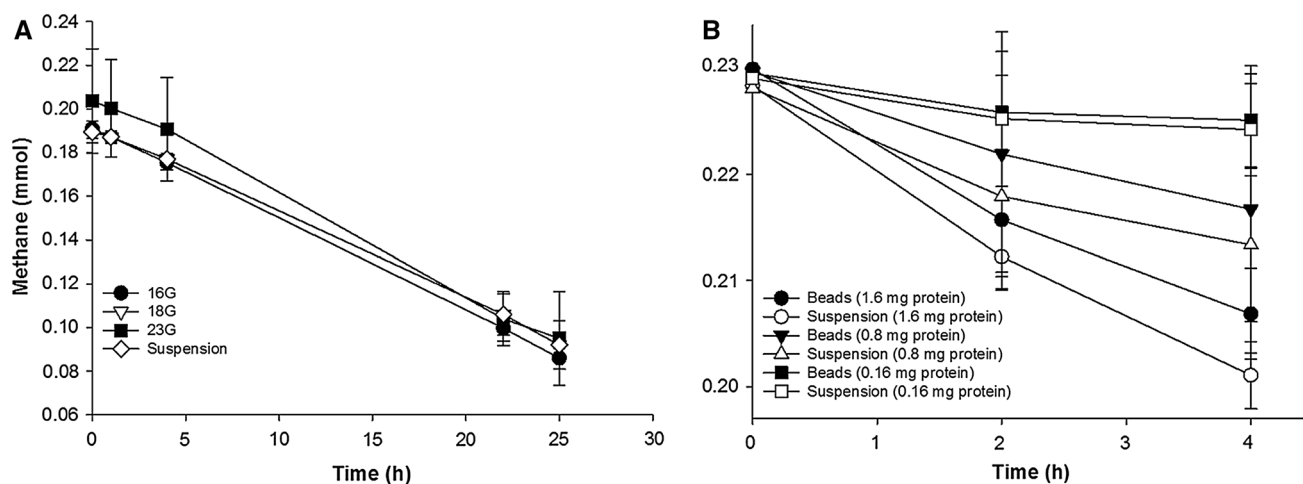 A
Methane (mmol)
0.24
0.22
0.20
0.18
0.16
0.14
0.12
0.10
0.08
0.06
16G
18G
23G
Suspension
0 5 10 15 20 25 30
Time (h)
B
0.23
0.22
0.21
0.20
Beads (1.6 mg protein)
Suspension (1.6 mg protein)
Beads (0.8 mg protein)
Suspension (0.8 mg protein)
Beads (0.16 mg protein)
Suspension (0.16 mg protein)
0 1 2 3 4
Time (h)